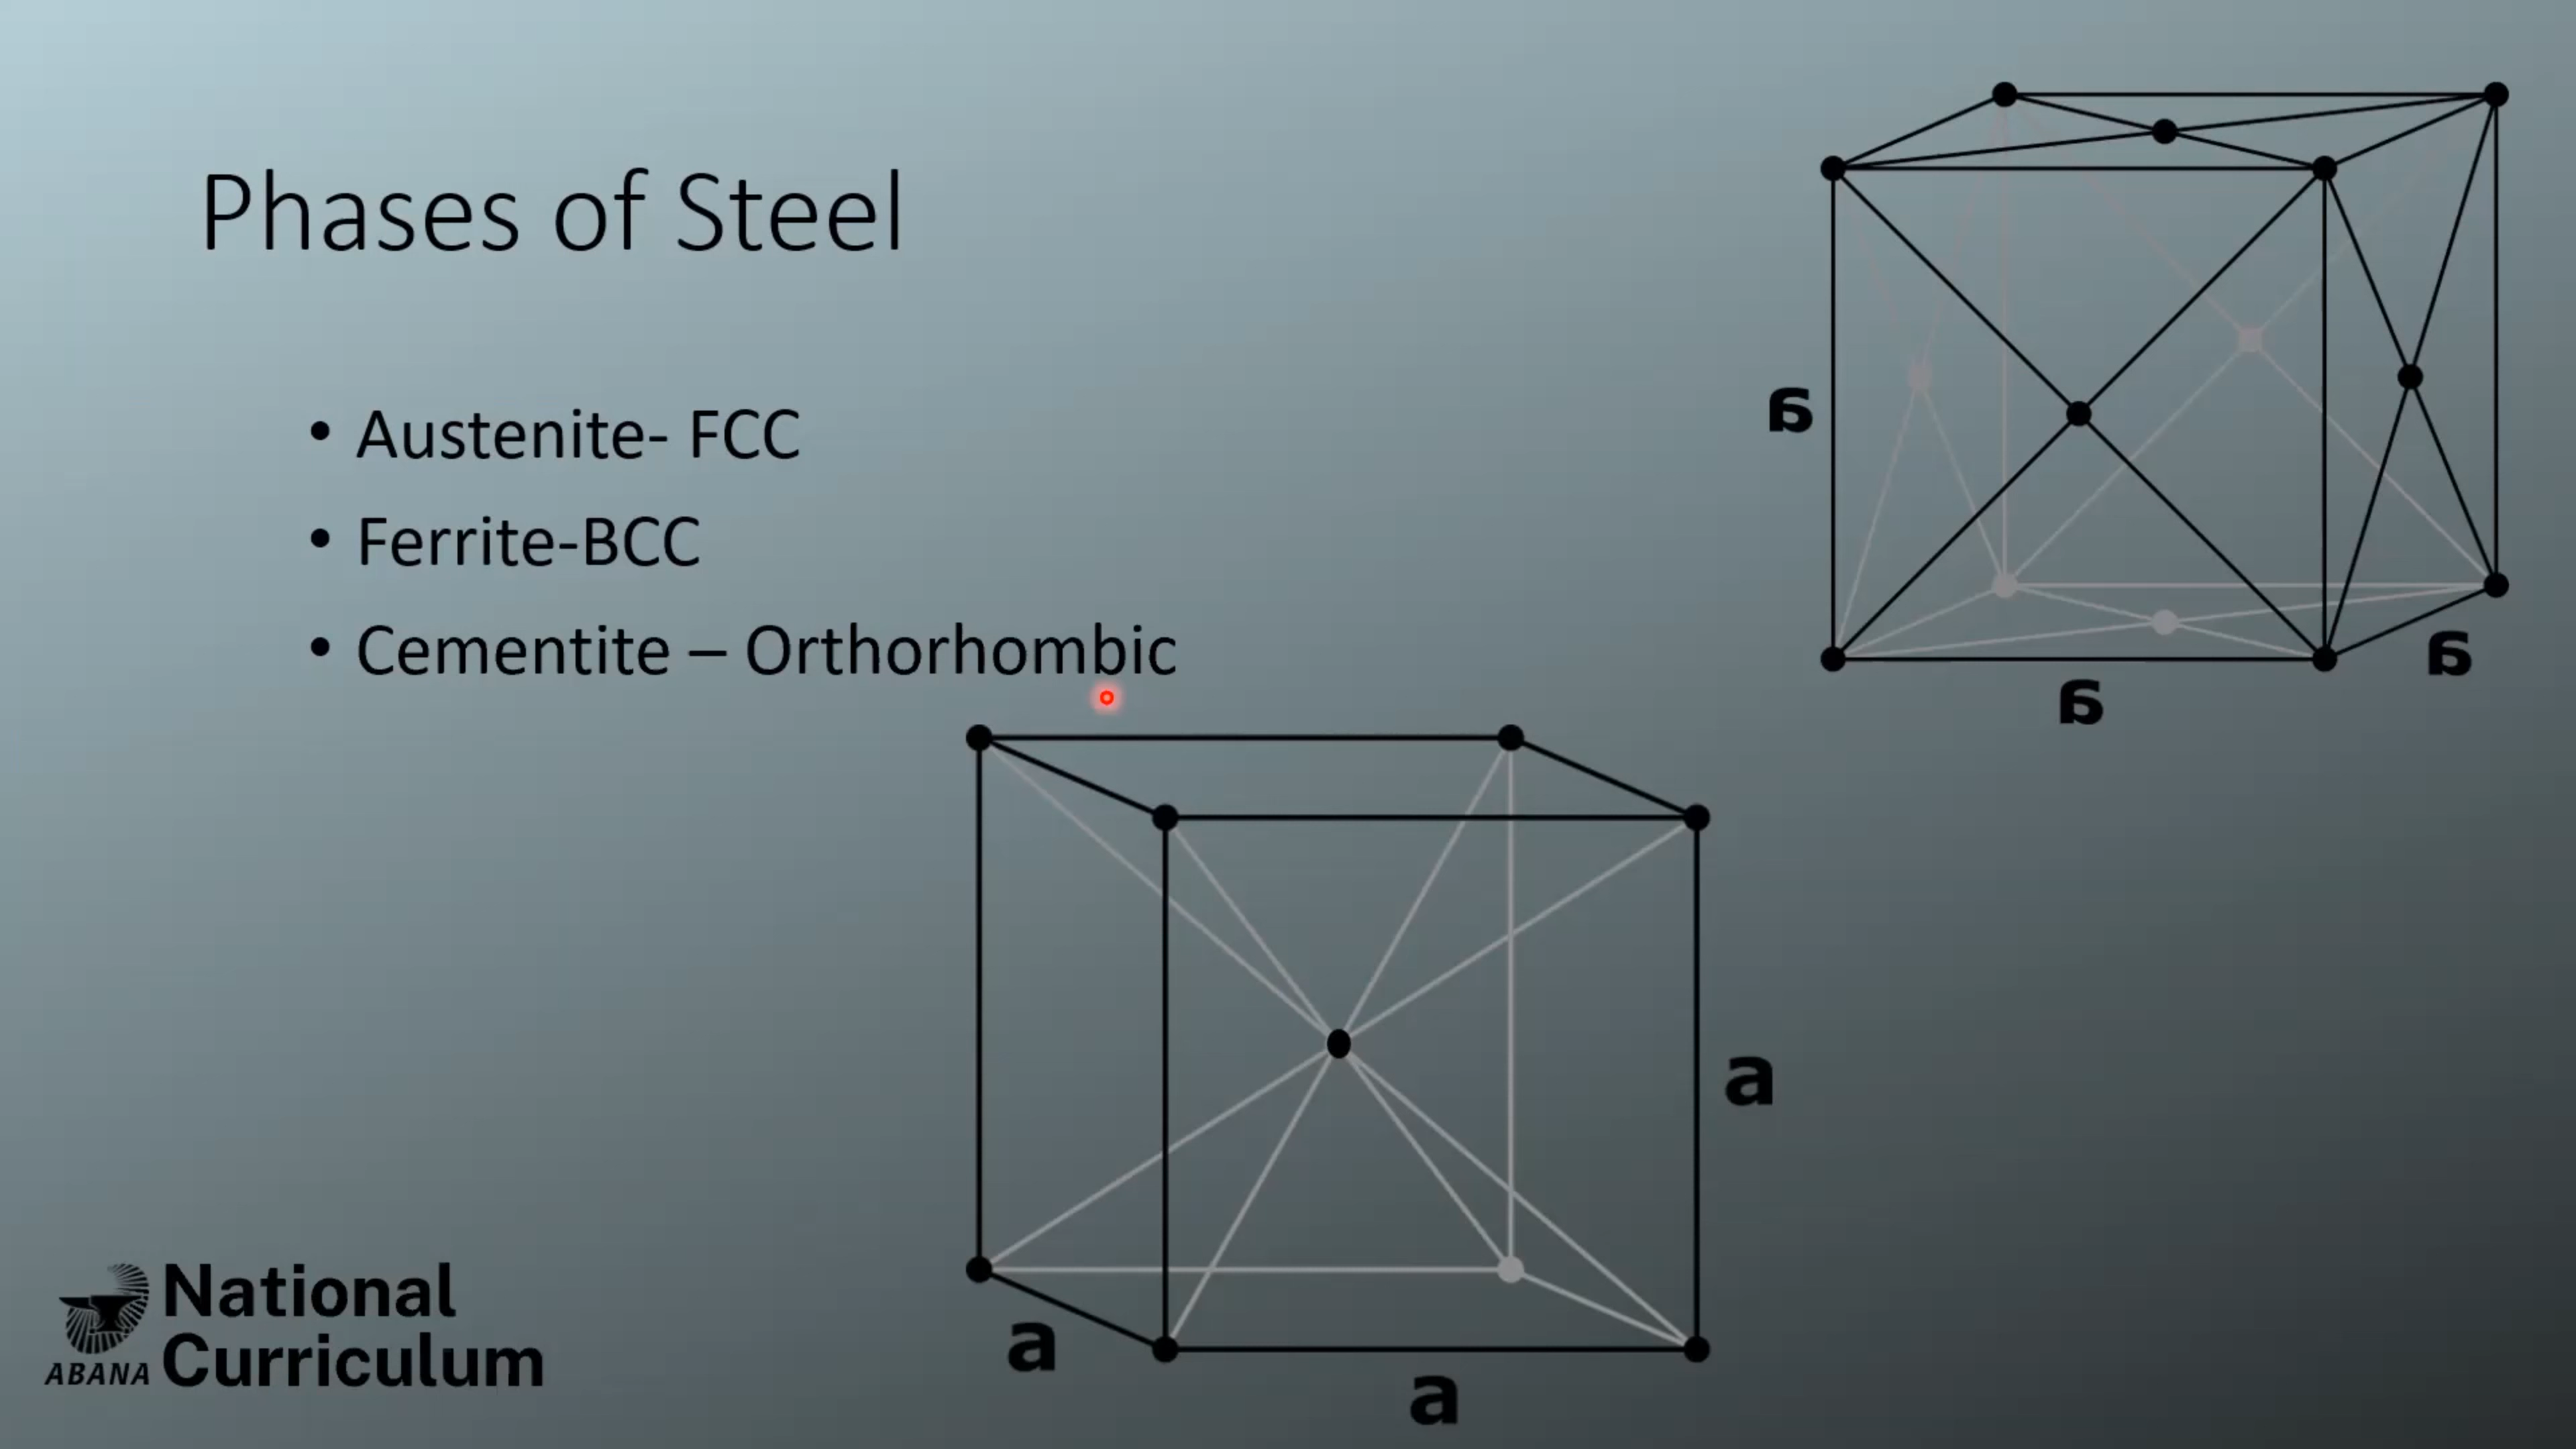 Phases of Steel
• Austenite- FCC
• Ferrite-BCC
• Cementite – Orthorhombic
a
a
a
a
a
a
ABANA
National
Curriculum